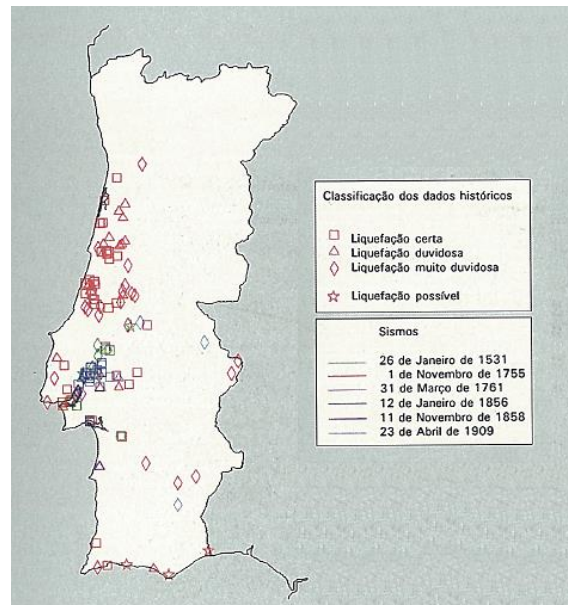 Classificação dos dados históricos
Liquefação certa
Liquefação duvidosa
Liquefação muito duvidosa
Liquefação possível
Sismos
26 de Janeiro de 1531
1 de Novembro de 1755
31 de Março de 1761
12 de Janeiro de 1856
11 de Novembro de 1858
23 de Abril de 1909